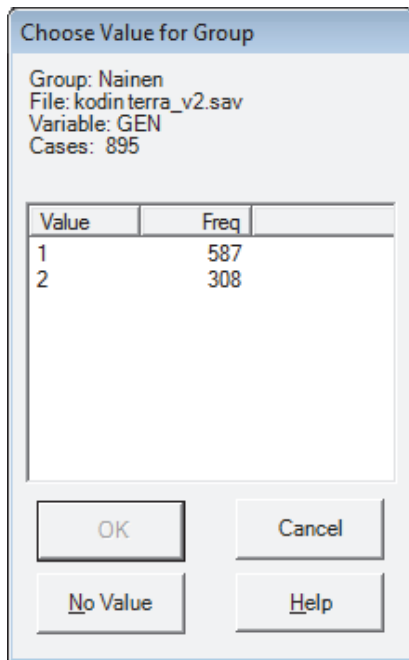 Choose Value for Group
Group: Nainen
File: kodin terra_v2.sav
Variable: GEN
Cases: 895
Value Freq
1 587
2 308
OK Cancel
No Value Help